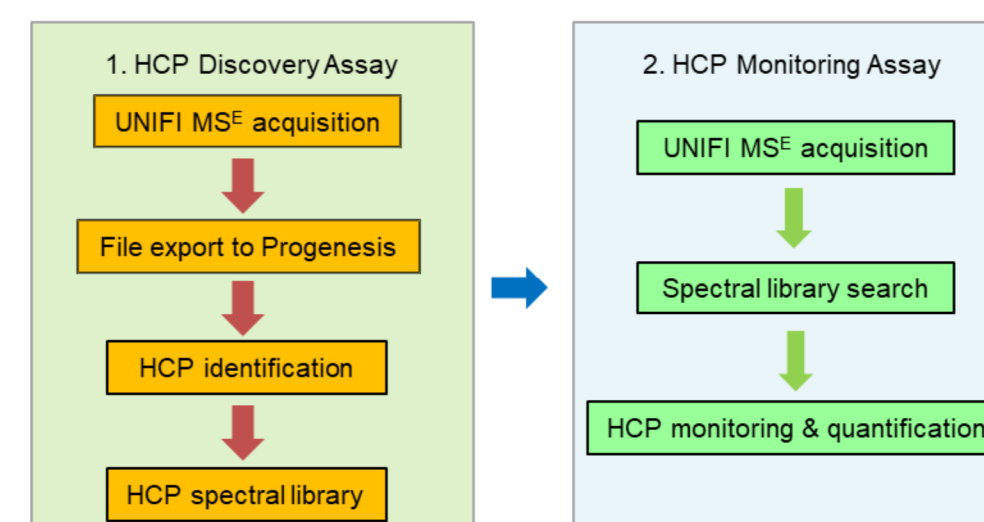 1. HCP Discovery Assay
UNIFI MSᴱ acquisition
File export to Progenesis
HCP identification
HCP spectral library
2. HCP Monitoring Assay
UNIFI MSᴱ acquisition
Spectral library search
HCP monitoring & quantification